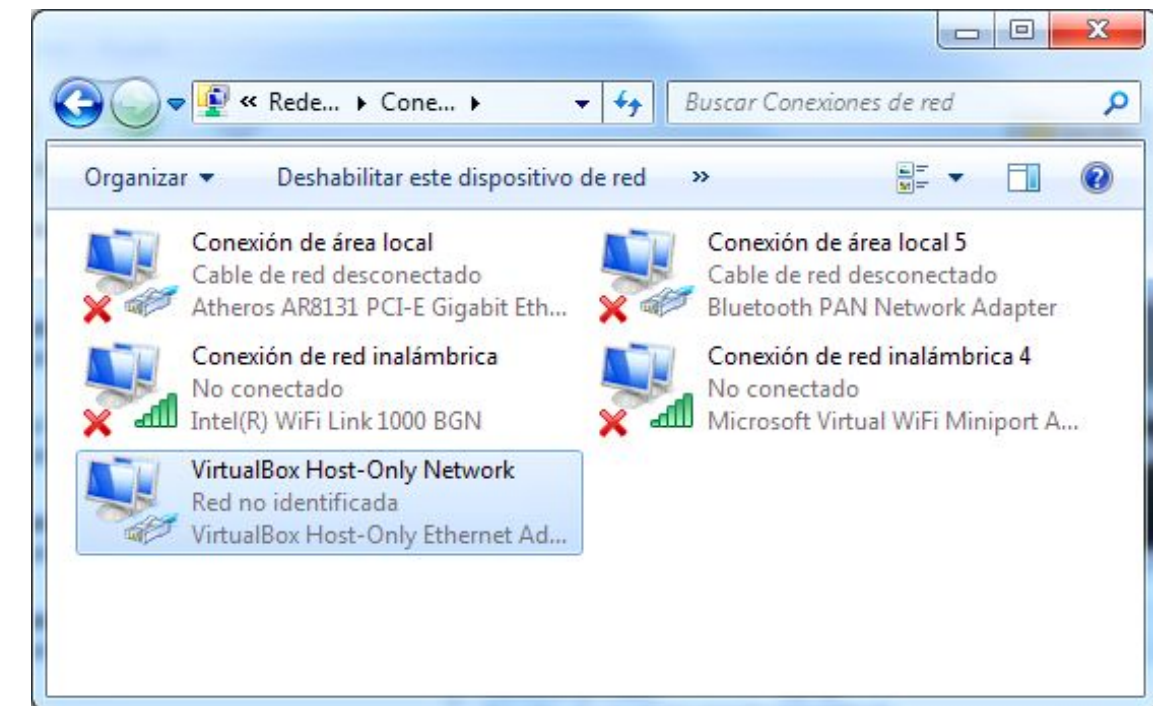 « Rede... ▸ Cone... ▸
Buscar Conexiones de red
Organizar
Deshabilitar este dispositivo de red
»
Conexión de área local
Cable de red desconectado
Atheros AR8131 PCI-E Gigabit Eth...
Conexión de área local 5
Cable de red desconectado
Bluetooth PAN Network Adapter
Conexión de red inalámbrica
No conectado
Intel(R) WiFi Link 1000 BGN
Conexión de red inalámbrica 4
No conectado
Microsoft Virtual WiFi Miniport A...
VirtualBox Host-Only Network
Red no identificada
VirtualBox Host-Only Ethernet Ad...